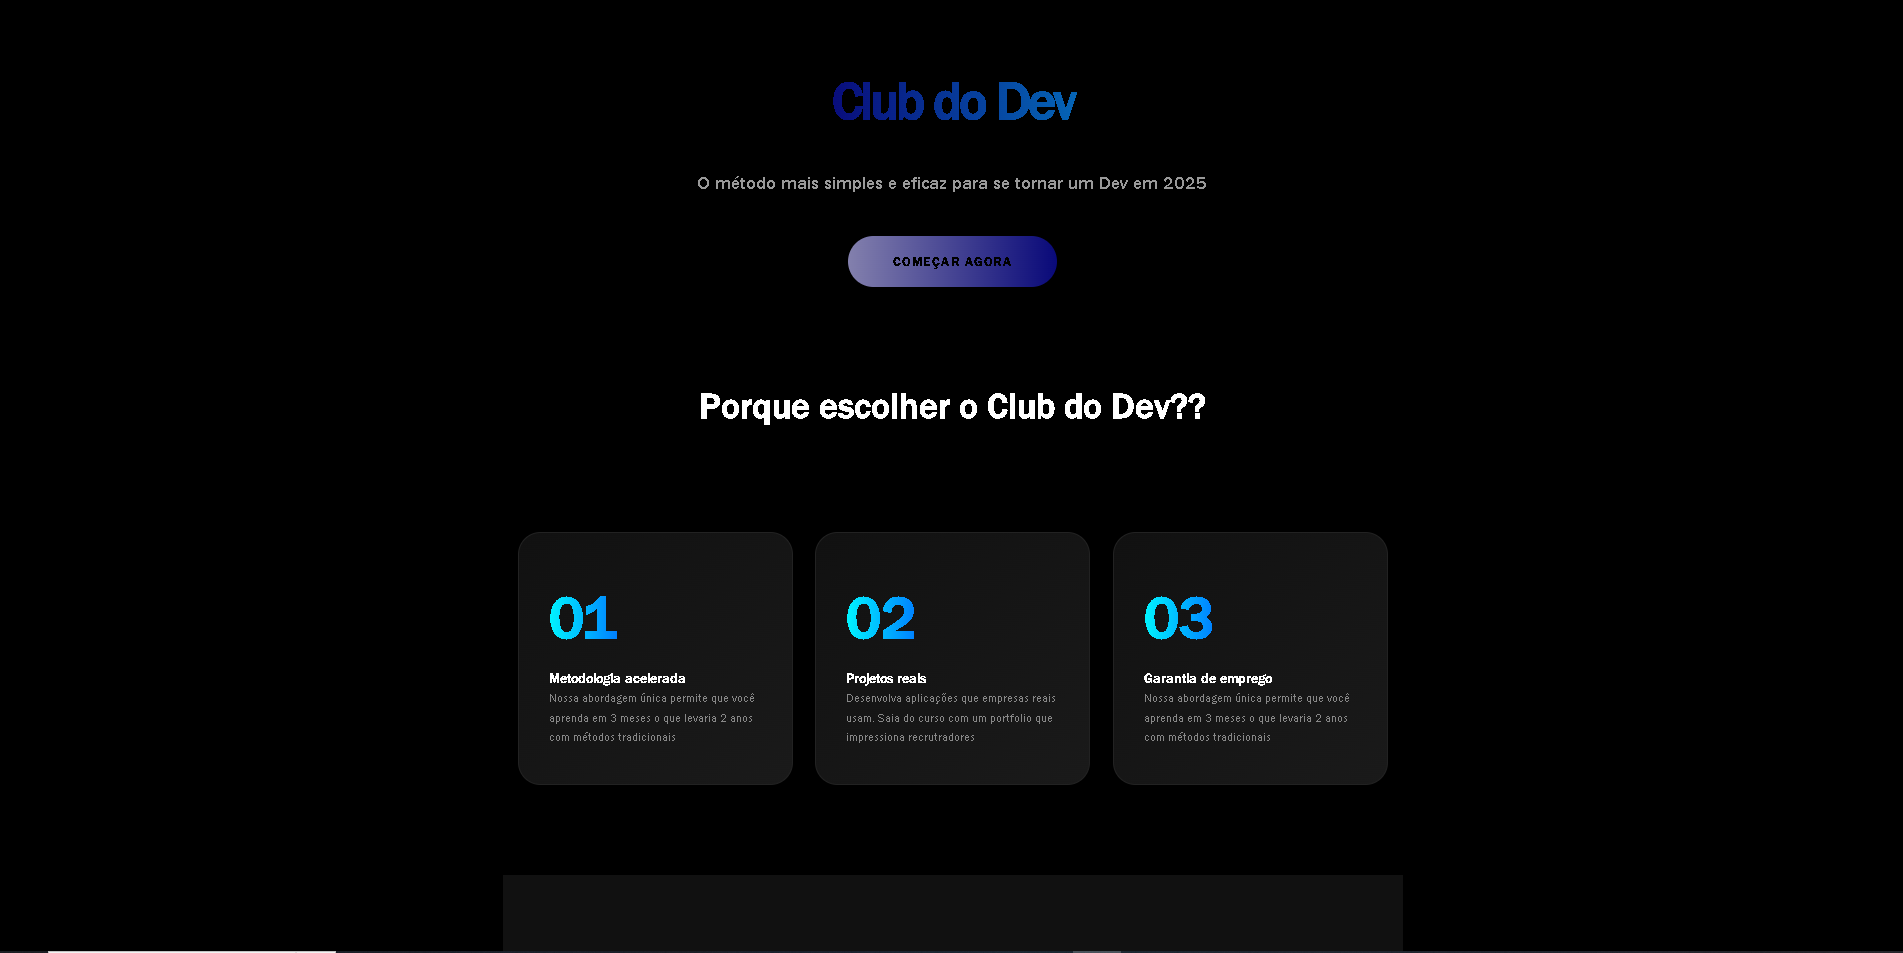 Club do Dev
O método mais simples e eficaz para se tornar um Dev em 2025
COMEÇAR AGORA
Porque escolher o Club do Dev??
01
Metodologia acelerada
Nossa abordagem única permite que você
aprenda em 3 meses o que levaria 2 anos
com métodos tradicionais
02
Projetos reais
Desenvolva aplicações que empresas reais
usam. Saia do curso com um portfolio que
impressiona recrutradores
03
Garantia de emprego
Nossa abordagem única permite que você
aprenda em 3 meses o que levaria 2 anos
com métodos tradicionais